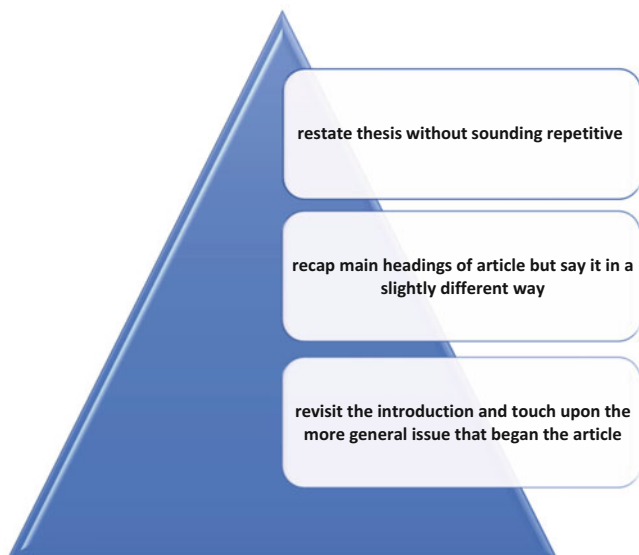 restate thesis without sounding repetitive
recap main headings of article but say it in a
slightly different way
revisit the introduction and touch upon the
more general issue that began the article